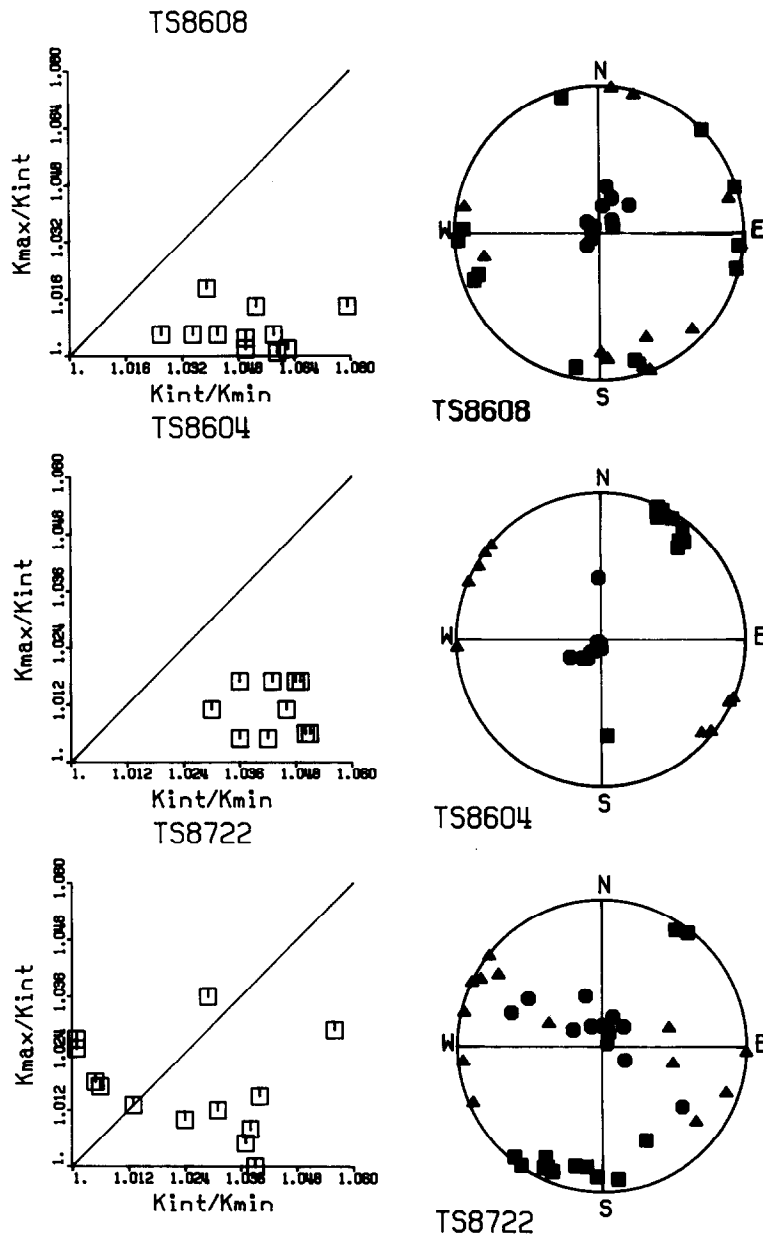 TS8608
1.080
1.064
1.048
1.032
1.016
1.
Kmax/Kint
1. 1.016 1.032 1.048 1.064 1.080
Kint/Kmin
N
W E
S
TS8608
TS8604
1.060
1.048
1.036
1.024
1.012
1.
Kmax/Kint
1. 1.012 1.024 1.036 1.048 1.060
Kint/Kmin
N
W E
S
TS8604
TS8722
1.060
1.048
1.036
1.024
1.012
1.
Kmax/Kint
1. 1.012 1.024 1.036 1.048 1.060
Kint/Kmin
N
W E
S
TS8722